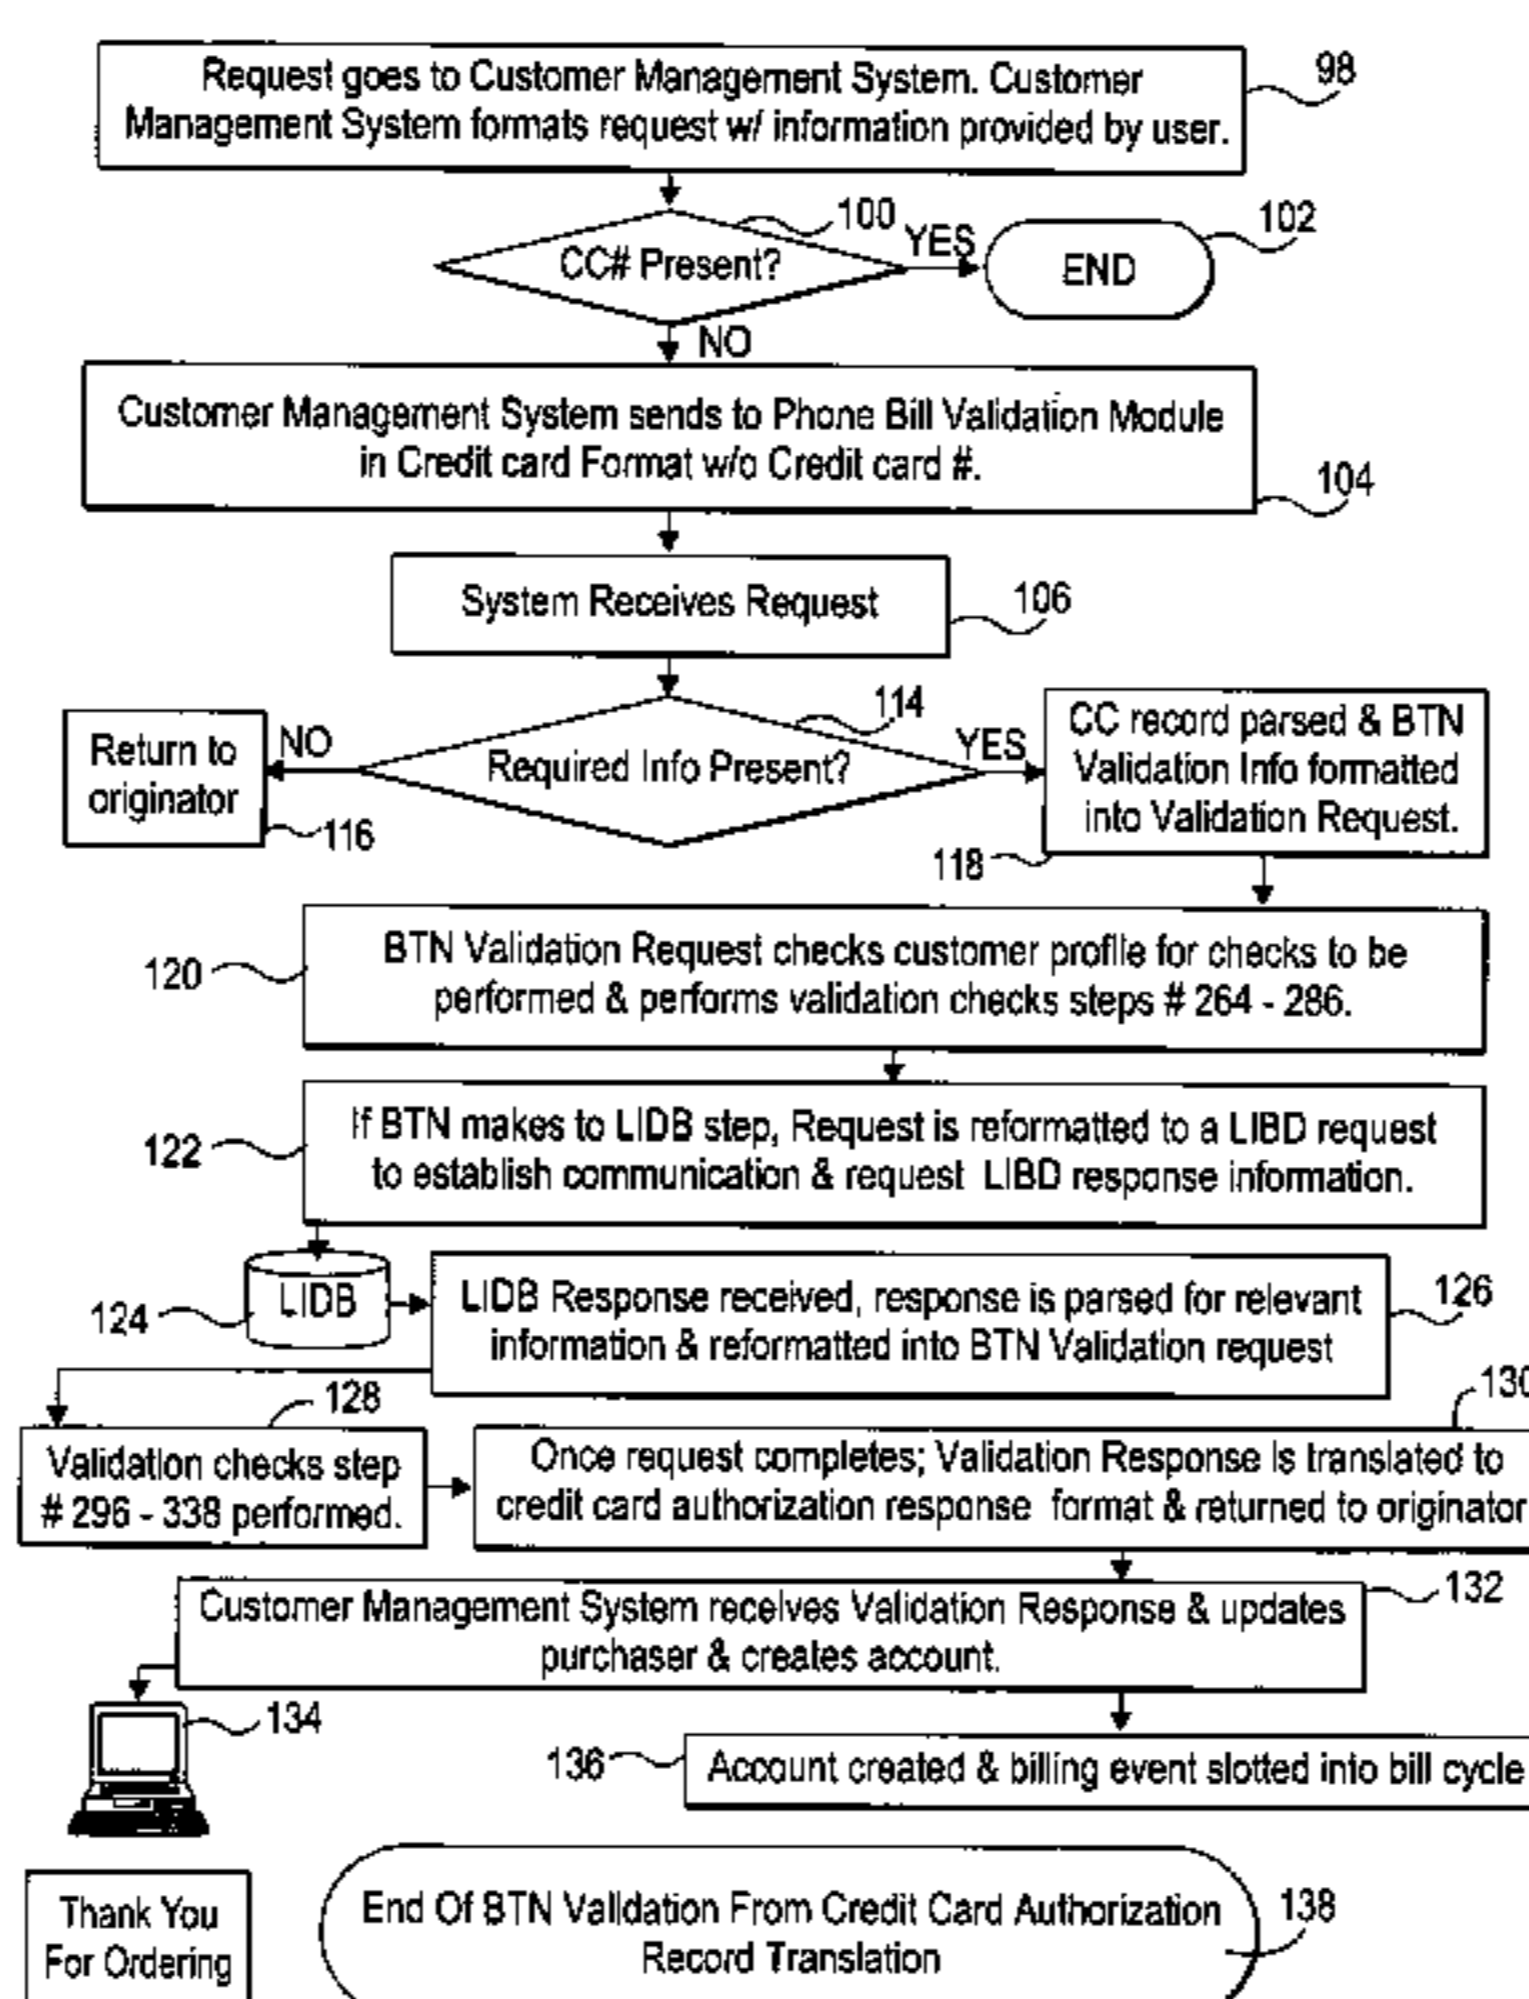 Request goes to Customer Management System. Customer
Management System formats request w/ information provided by user.
98
100
CC# Present?
YES
END
102
NO
Customer Management System sends to Phone Bill Validation Module
in Credit card Format w/o Credit card #.
104
System Receives Request
106
114
Required Info Present?
NO
Return to
originator
116
YES
CC record parsed & BTN
Validation Info formatted
into Validation Request.
118
120
BTN Validation Request checks customer profile for checks to be
performed & performs validation checks steps # 264 - 286.
122
If BTN makes to LIDB step, Request is reformatted to a LIBD request
to establish communication & request LIBD response information.
124
LIDB
LIDB Response received, response is parsed for relevant
information & reformatted into BTN Validation request
126
128
Validation checks step
# 296 - 338 performed.
130
Once request completes; Validation Response is translated to
credit card authorization response format & returned to originator
132
Customer Management System receives Validation Response & updates
purchaser & creates account.
134
136
Account created & billing event slotted into bill cycle
Thank You
For Ordering
End Of BTN Validation From Credit Card Authorization
Record Translation
138